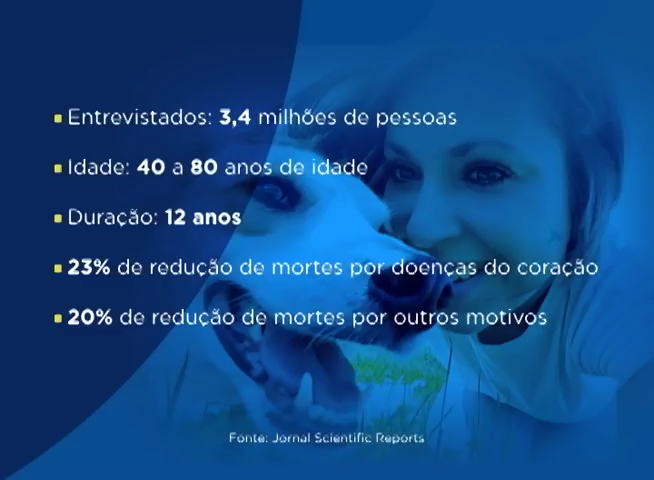 Entrevistados: 3,4 milhões de pessoas
Idade: 40 a 80 anos de idade
Duração: 12 anos
23% de redução de mortes por doenças do coração
20% de redução de mortes por outros motivos
Fonte: Jornal Scientific Reports